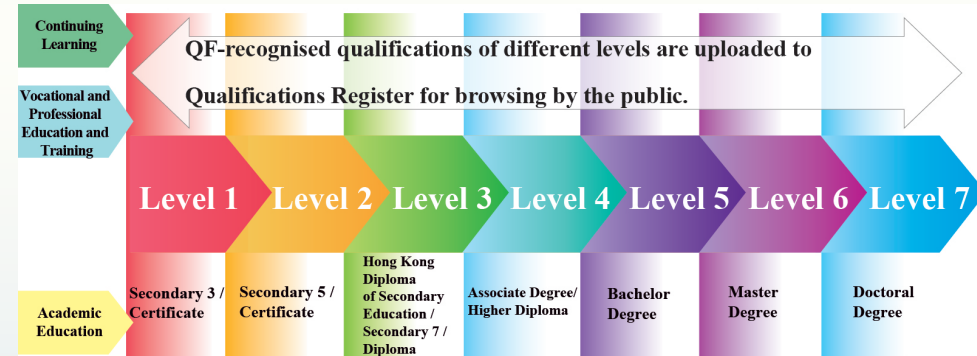 Continuing
Learning
QF-recognised qualifications of different levels are uploaded to
Qualifications Register for browsing by the public.
Vocational and
Professional
Education and
Training
Level 1
Level 2
Level 3
Level 4
Level 5
Level 6
Level 7
Academic
Education
Secondary 3 /
Certificate
Secondary 5 /
Certificate
Hong Kong
Diploma
of Secondary
Education /
Secondary 7 /
Diploma
Associate Degree/
Higher Diploma
Bachelor
Degree
Master
Degree
Doctoral
Degree